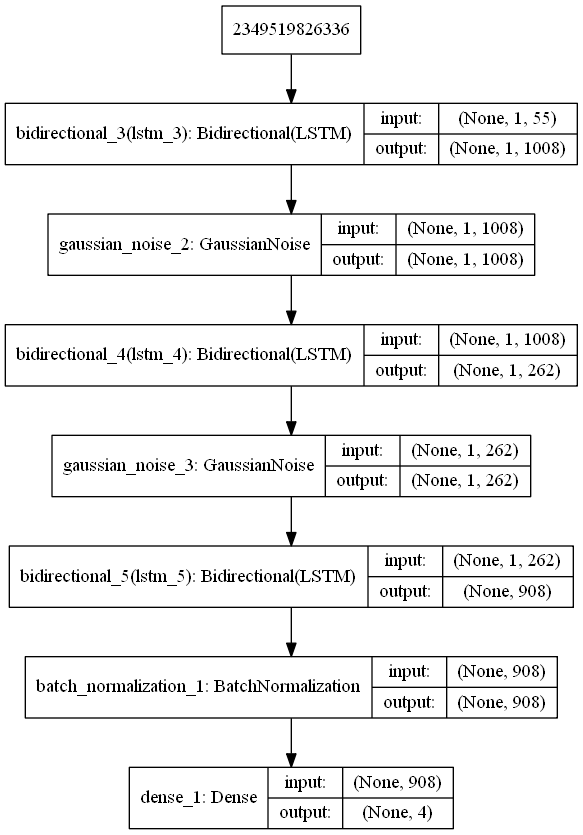 2349519826336
bidirectional_3(lstm_3): Bidirectional(LSTM) input: (None, 1, 55)
output: (None, 1, 1008)
gaussian_noise_2: GaussianNoise input: (None, 1, 1008)
output: (None, 1, 1008)
bidirectional_4(lstm_4): Bidirectional(LSTM) input: (None, 1, 1008)
output: (None, 1, 262)
gaussian_noise_3: GaussianNoise input: (None, 1, 262)
output: (None, 1, 262)
bidirectional_5(lstm_5): Bidirectional(LSTM) input: (None, 1, 262)
output: (None, 908)
batch_normalization_1: BatchNormalization input: (None, 908)
output: (None, 908)
dense_1: Dense input: (None, 908)
output: (None, 4)